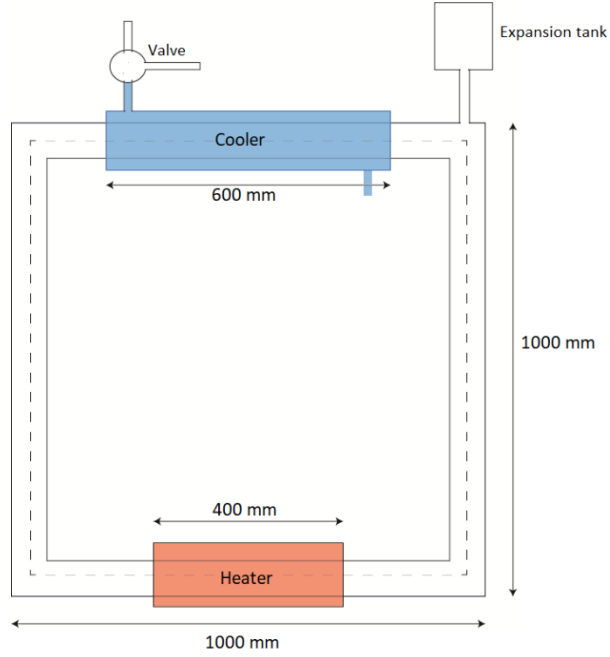 Expansion tank
Valve
Cooler
600 mm
1000 mm
400 mm
Heater
1000 mm